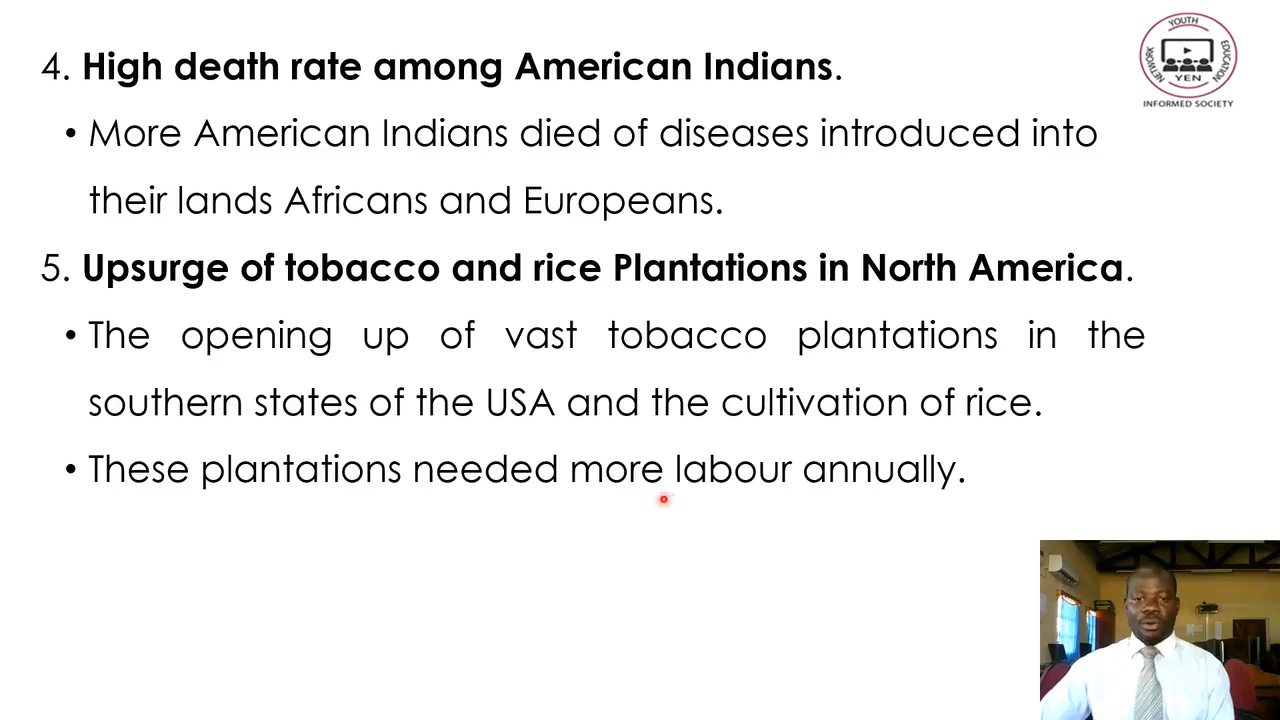 4. High death rate among American Indians.
• More American Indians died of diseases introduced into
their lands Africans and Europeans.
5. Upsurge of tobacco and rice Plantations in North America.
• The opening up of vast tobacco plantations in the
southern states of the USA and the cultivation of rice.
• These plantations needed more labour annually.
YOUTH
EDUCATION
NETWORK
YEN
INFORMED SOCIETY